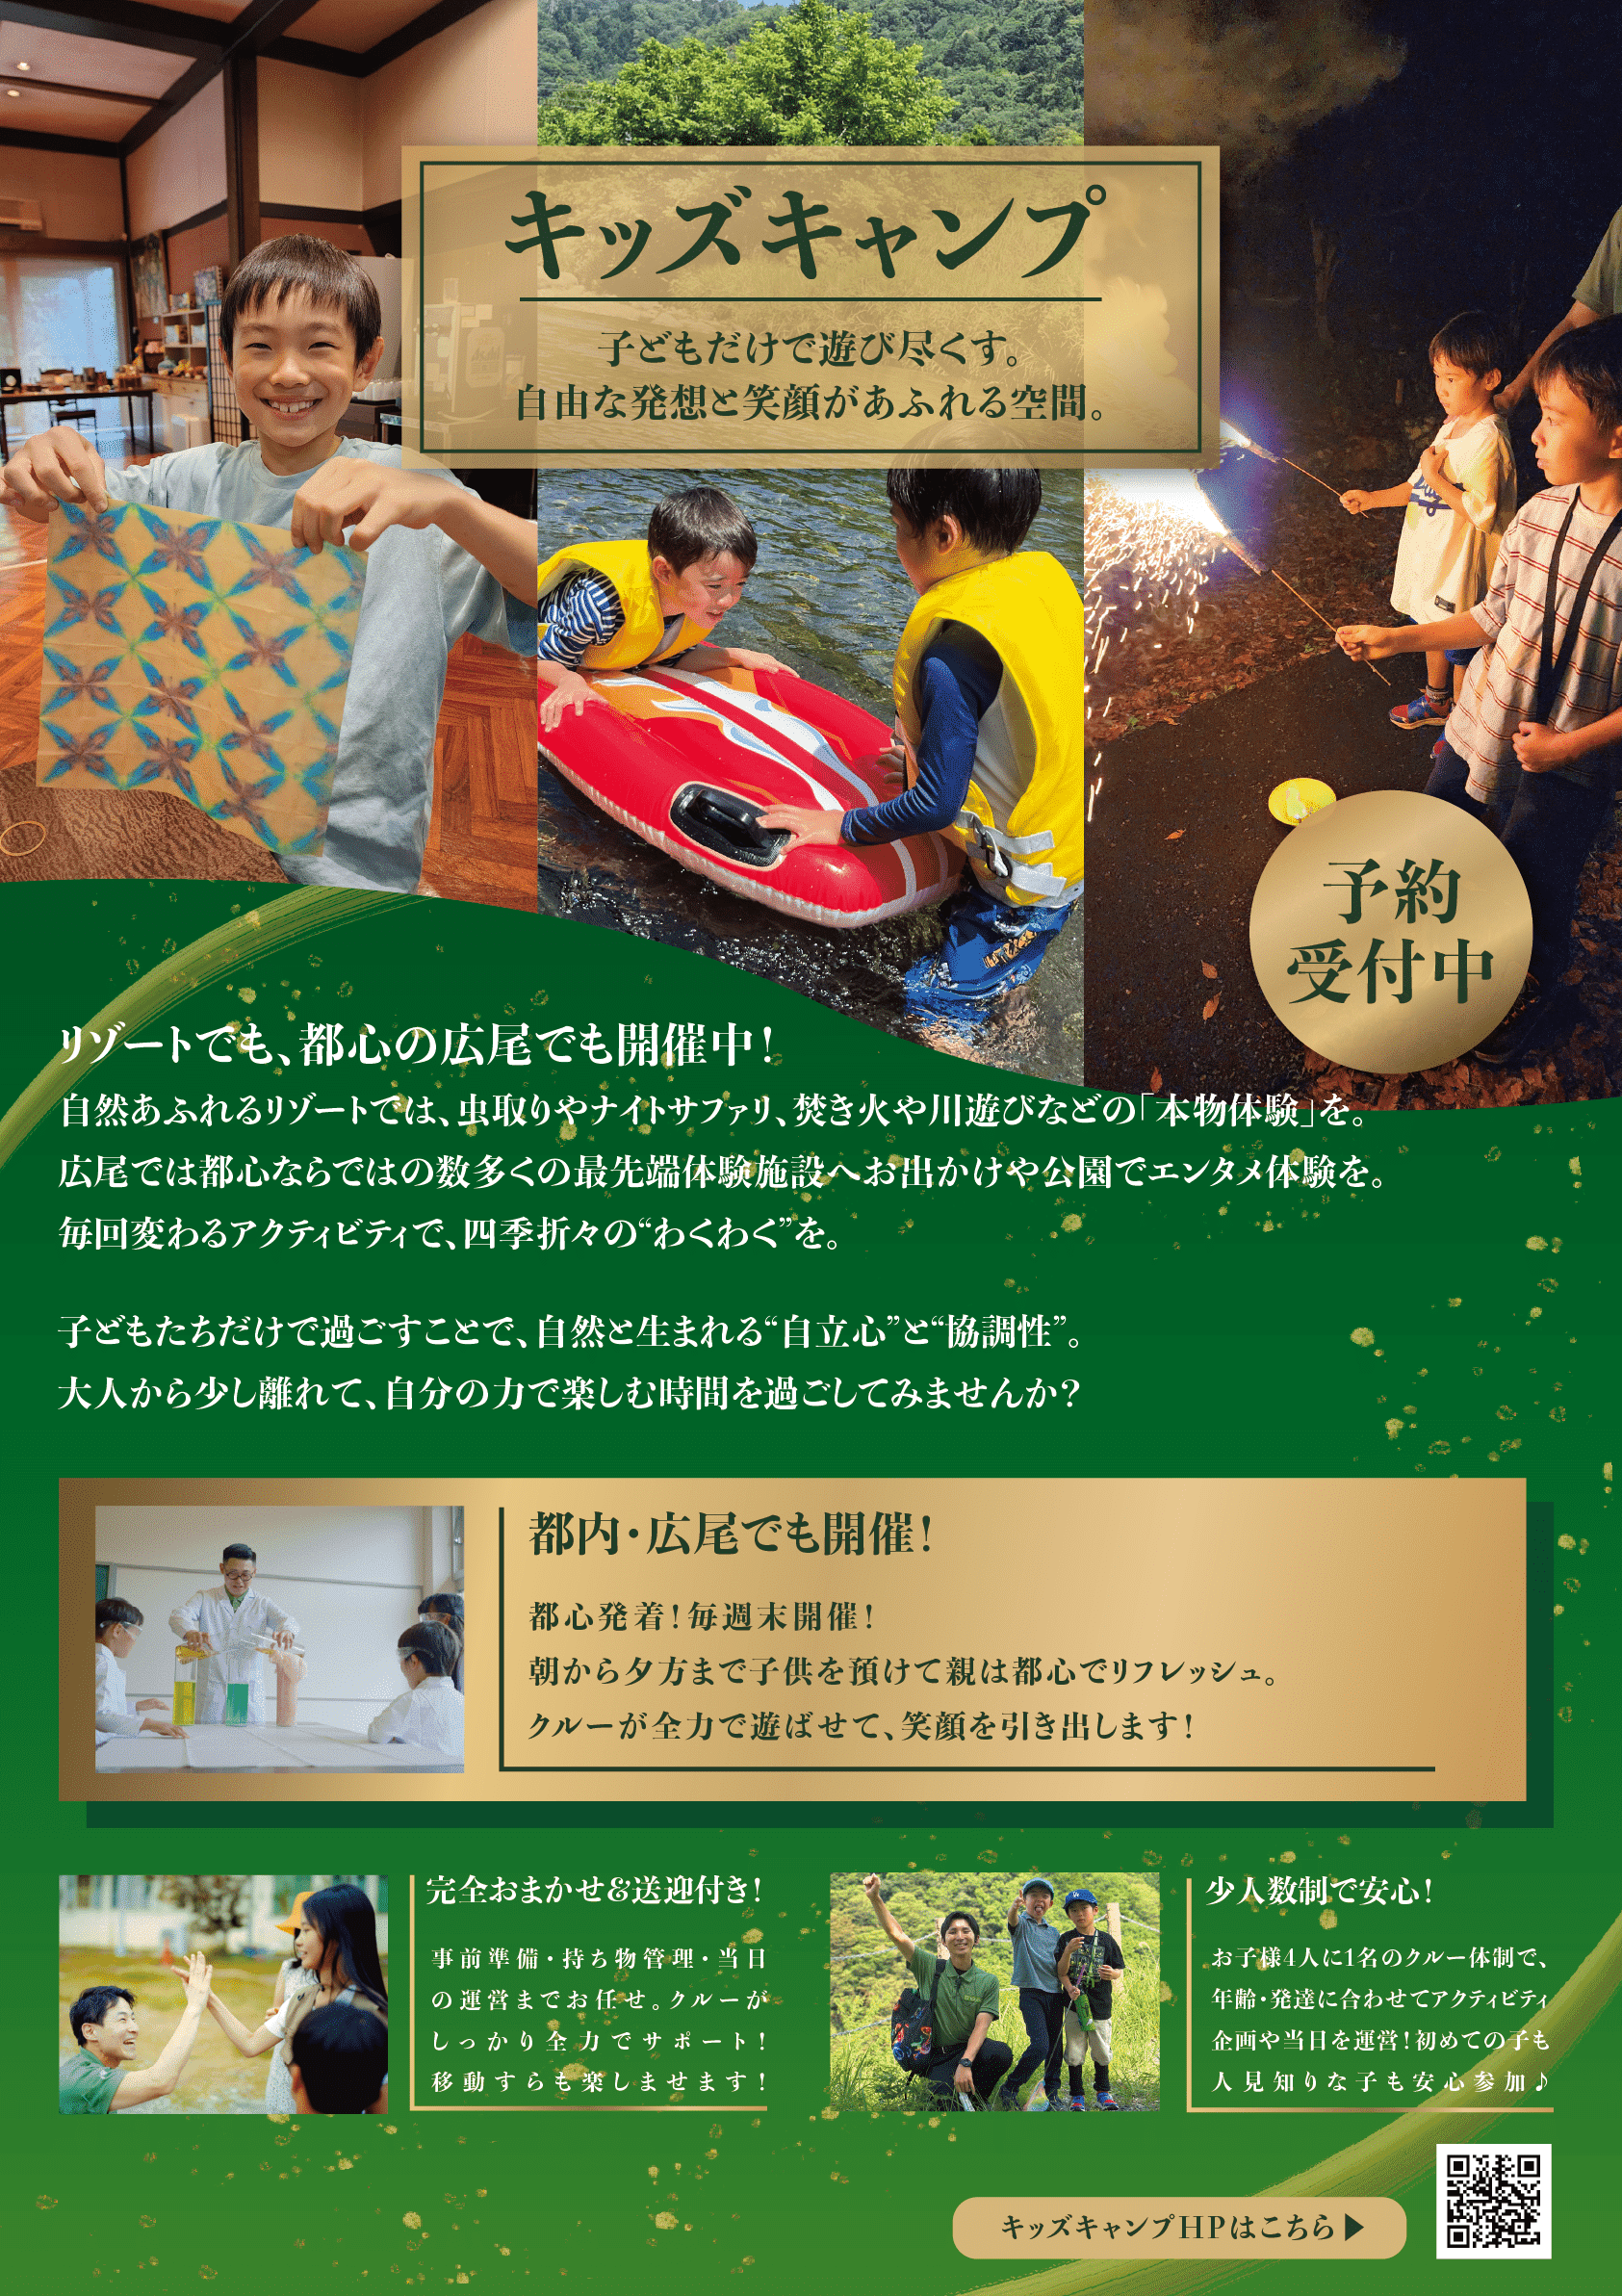 キッズキャンプ
子どもだけで遊び尽くす。
自由な発想と笑顔があふれる空間。
予約
受付中
リゾートでも、都心の広尾でも開催中！
自然あふれるリゾートでは、虫取りやナイトサファリ、焚き火や川遊びなどの「本物体験」を。
広尾では都心ならではの数多くの最先端体験施設へお出かけや公園でエンタメ体験を。
毎回変わるアクティビティで、四季折々の“わくわく”を。
子どもたちだけで過ごすことで、自然と生まれる“自立心”と“協調性”。
大人から少し離れて、自分の力で楽しむ時間を過ごしてみませんか？
都内・広尾でも開催！
都心発着！毎週末開催！
朝から夕方まで子供を預けて親は都心でリフレッシュ。
クルーが全力で遊ばせて、笑顔を引き出します！
完全おまかせ&送迎付き！
事前準備・持ち物管理・当日
の運営までお任せ。クルーが
しっかり全力でサポート！
移動すらも楽しませます！
少人数制で安心！
お子様4人に1名のクルー体制で、
年齢・発達に合わせてアクティビティ
企画や当日を運営！初めての子も
人見知りな子も安心参加♪
キッズキャンプHPはこちら▶